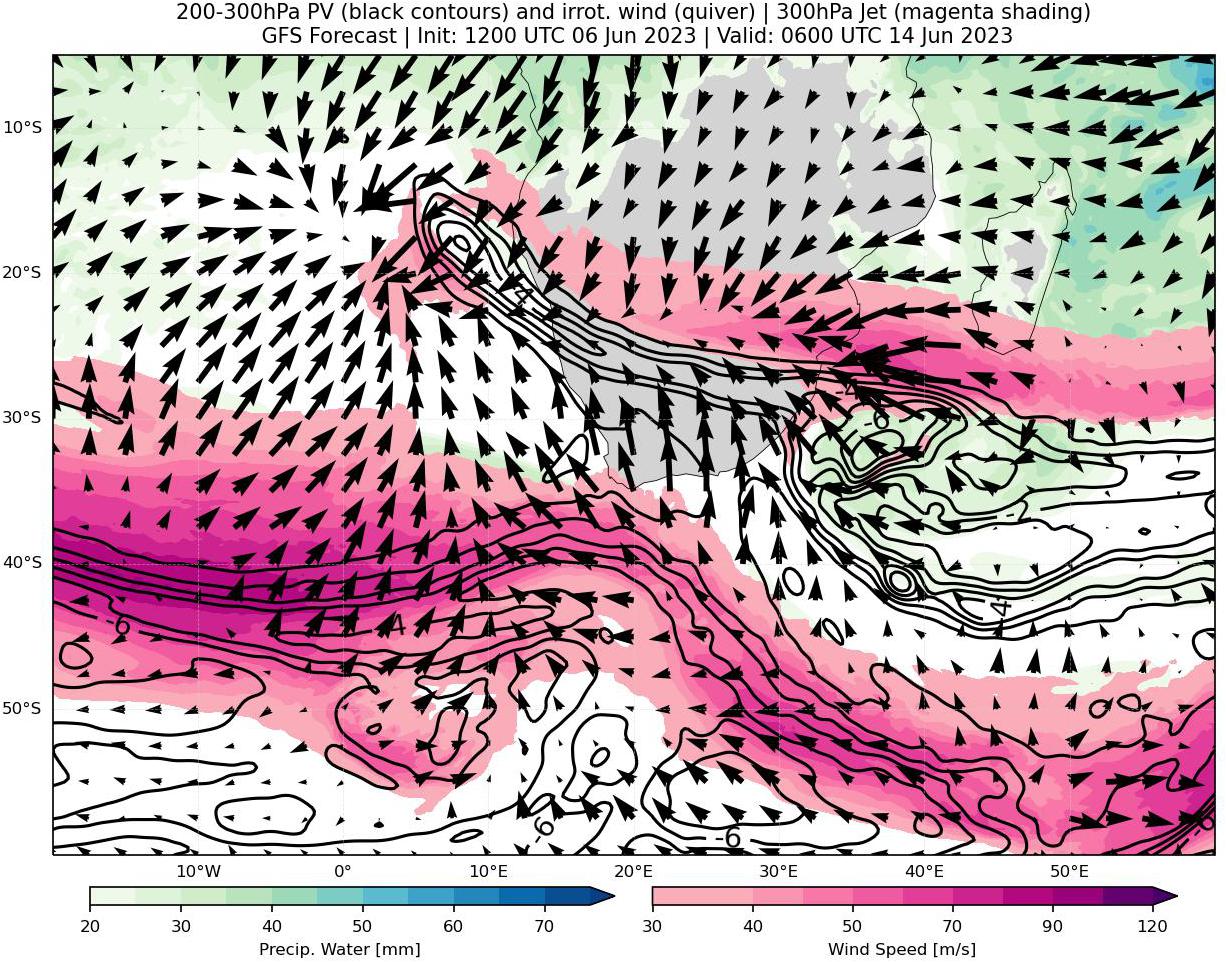 200-300hPa PV (black contours) and irrot. wind (quiver) | 300hPa Jet (magenta shading)
GFS Forecast | Init: 1200 UTC 06 Jun 2023 | Valid: 0600 UTC 14 Jun 2023
10°S
20°S
30°S
40°S
50°S
-4
-4
-6
-6
-4
-4
-6
-6
-6
10°W 0° 10°E 20°E 30°E 40°E 50°E
20 30 40 50 60 70
Precip. Water [mm]
30 40 50 70 90 120
Wind Speed [m/s]